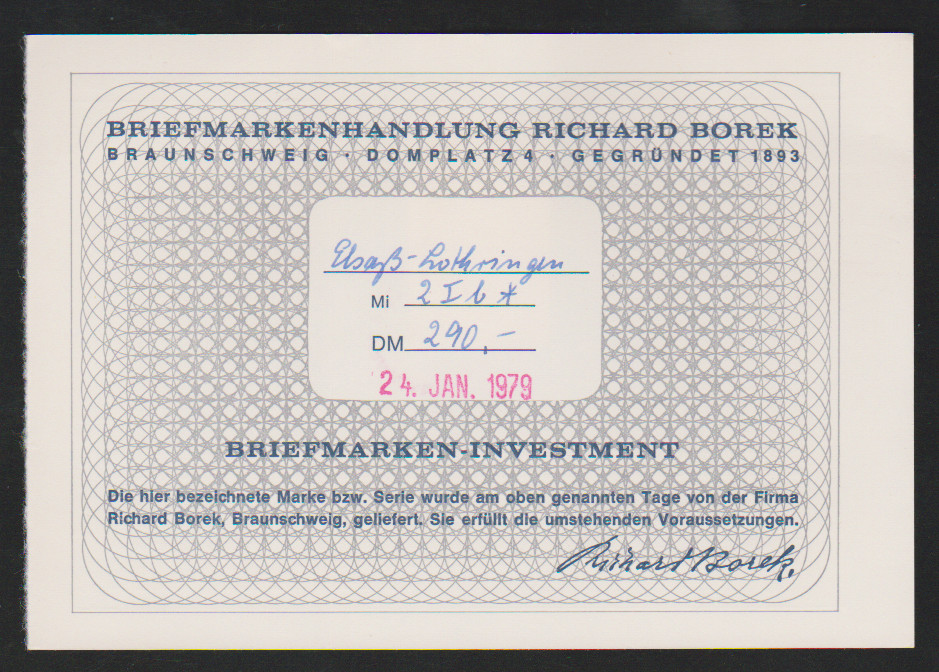 BRIEFMARKENHANDLUNG RICHARD BOREK
BRAUNSCHWEIG · DOMPLATZ 4 · GEGRÜNDET 1893
Elsaß-Lothringen
Mi 2 I b *
DM 290,-
24. JAN. 1979
BRIEFMARKEN-INVESTMENT
Die hier bezeichnete Marke bzw. Serie wurde am oben genannten Tage von der Firma
Richard Borek, Braunschweig, geliefert. Sie erfüllt die umstehenden Voraussetzungen.
Richard Borek.